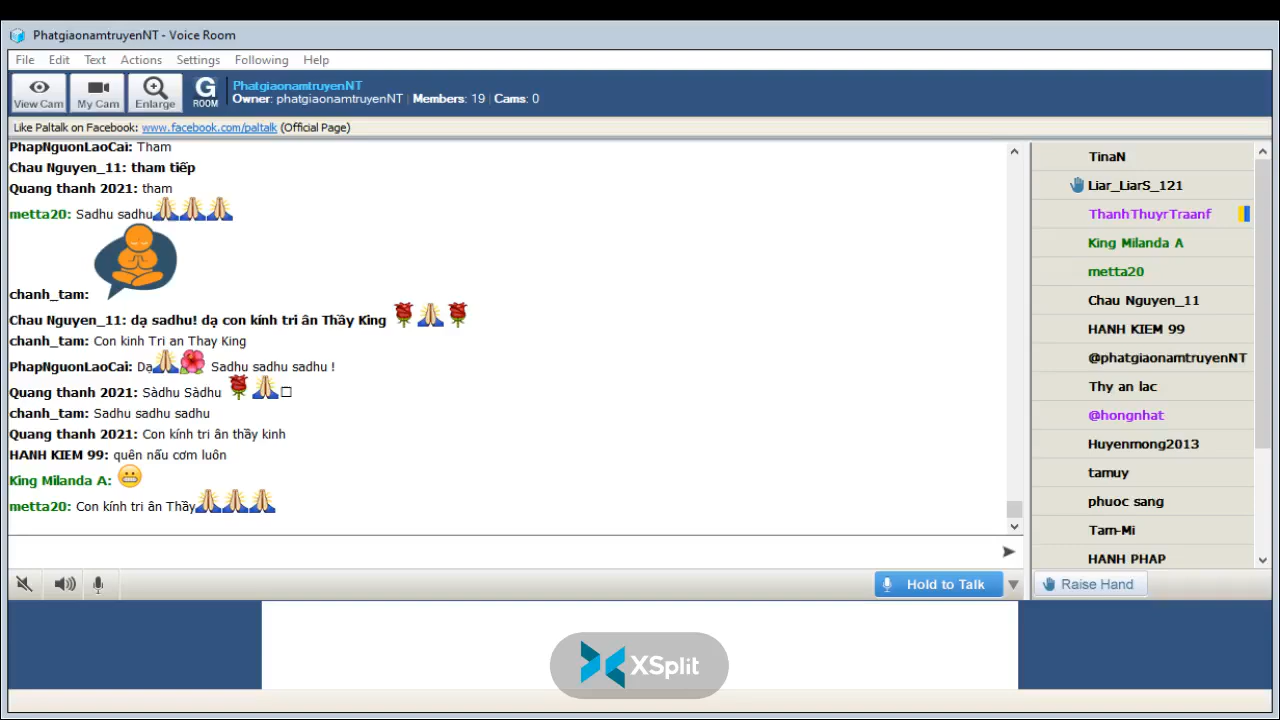 PhatgiaonamtruyenNT - Voice Room
File Edit Text Actions Settings Following Help
View Cam My Cam Enlarge G ROOM
PhatgiaonamtruyenNT
Owner: phatgiaonamtruyenNT | Members: 19 | Cams: 0
Like Paltalk on Facebook: www.facebook.com/paltalk (Official Page)
PhapNguonLaoCai: Tham
Chau Nguyen_11: tham tiếp
Quang thanh 2021: tham
metta20: Sadhu sadhu
chanh_tam:
Chau Nguyen_11: dạ sadhu! dạ con kính tri ân Thầy King
chanh_tam: Con kinh Tri an Thay King
PhapNguonLaoCai: Dạ Sadhu sadhu sadhu !
Quang thanh 2021: Sàdhu Sàdhu
chanh_tam: Sadhu sadhu sadhu
Quang thanh 2021: Con kính tri ân thầy kinh
HANH KIEM 99: quên nấu cơm luôn
King Milanda A:
metta20: Con kính tri ân Thầy
TinaN
Liar_LiarS_121
ThanhThuyrTraanf
King Milanda A
metta20
Chau Nguyen_11
HANH KIEM 99
@phatgiaonamtruyenNT
Thy an lac
@hongnhat
Huyenmong2013
tamuy
phuoc sang
Tam-Mi
HANH PHAP
Hold to Talk
Raise Hand
XSplit